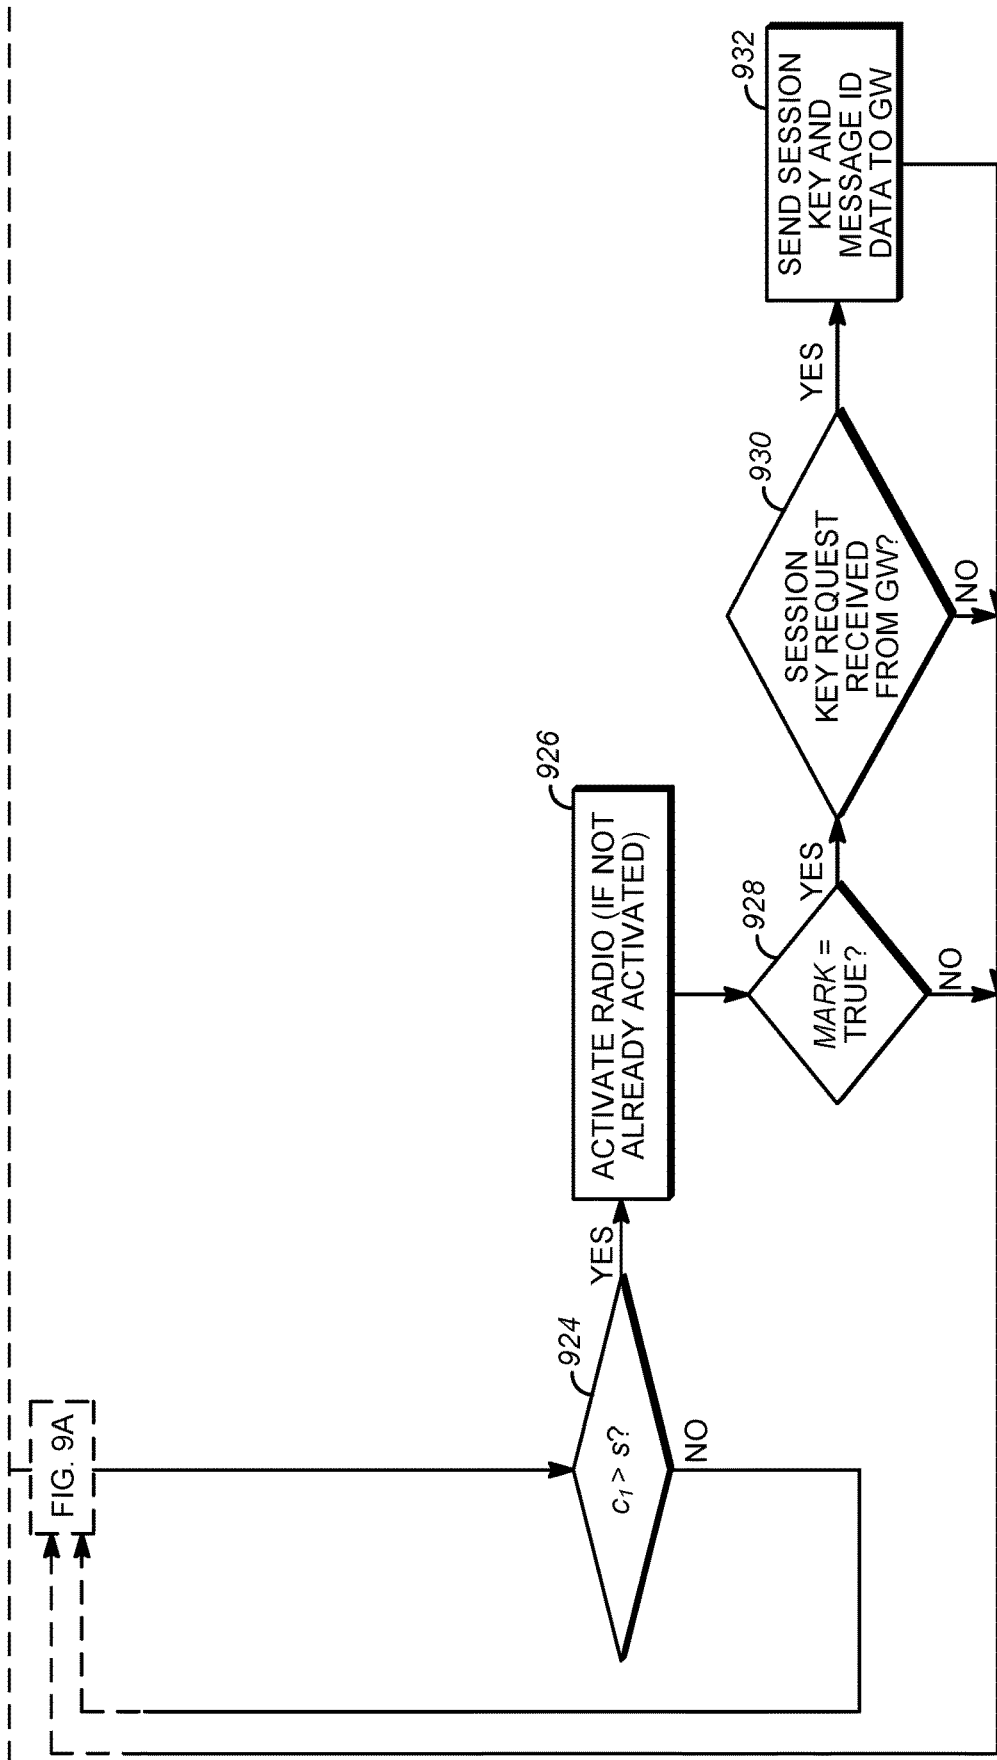 FIG. 9A
924
c₁ > s?
YES
NO
926
ACTIVATE RADIO (IF NOT
ALREADY ACTIVATED)
928
MARK =
TRUE?
YES
NO
930
SESSION
KEY REQUEST
RECEIVED
FROM GW?
YES
NO
932
SEND SESSION
KEY AND
MESSAGE ID
DATA TO GW